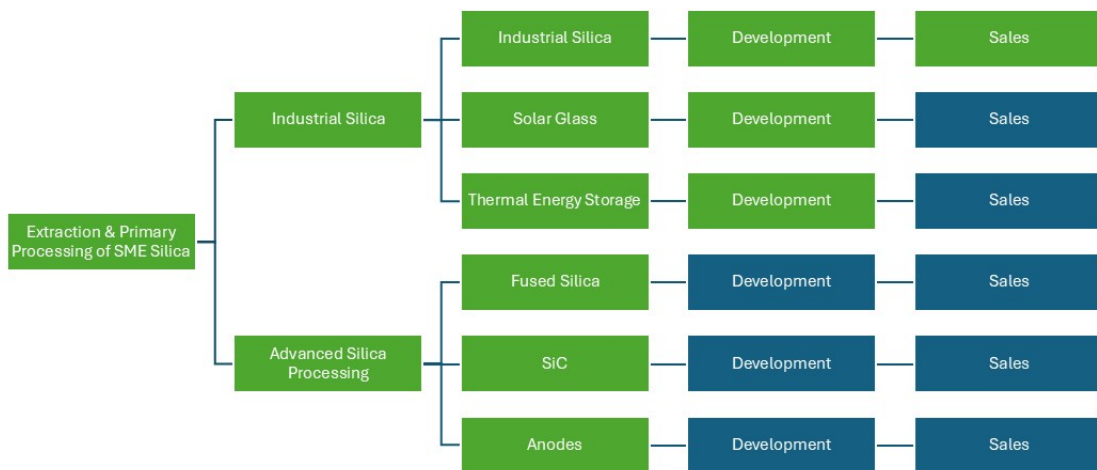 Industrial Silica
Development
Sales
Industrial Silica
Solar Glass
Development
Sales
Thermal Energy Storage
Development
Sales
Extraction & Primary
Processing of SME Silica
Fused Silica
Development
Sales
Advanced Silica
Processing
SiC
Development
Sales
Anodes
Development
Sales